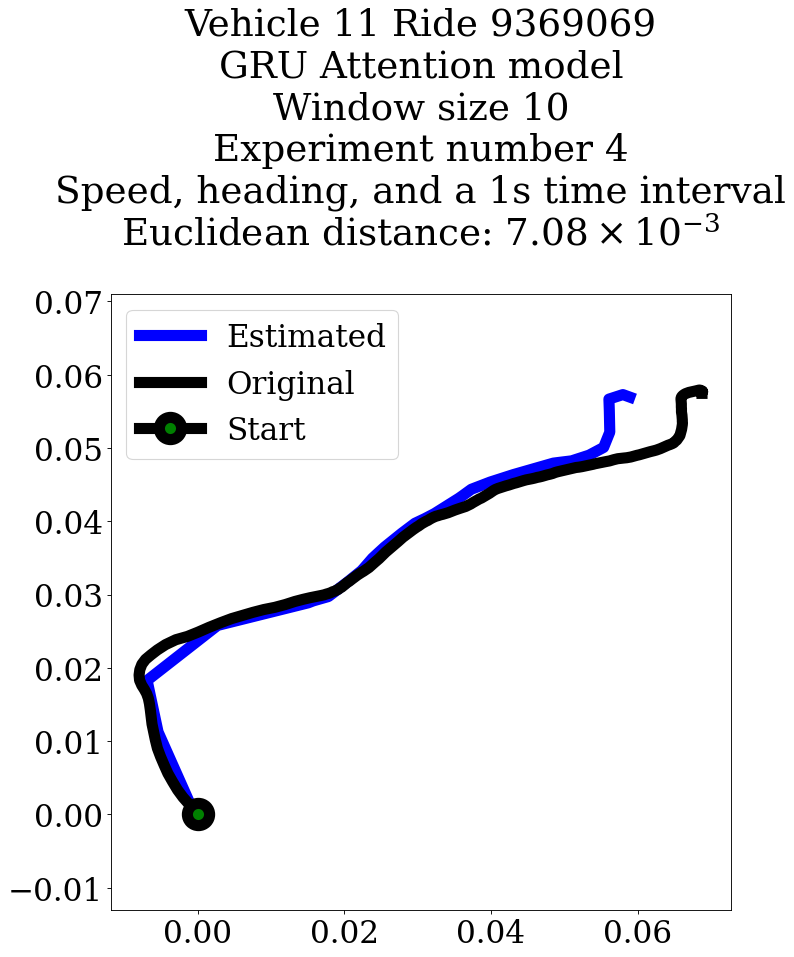 Vehicle 11 Ride 9369069
GRU Attention model
Window size 10
Experiment number 4
Speed, heading, and a 1s time interval
Euclidean distance: 7.08 × 10⁻³
0.07
0.06
0.05
0.04
0.03
0.02
0.01
0.00
−0.01
Estimated
Original
Start
0.00 0.02 0.04 0.06